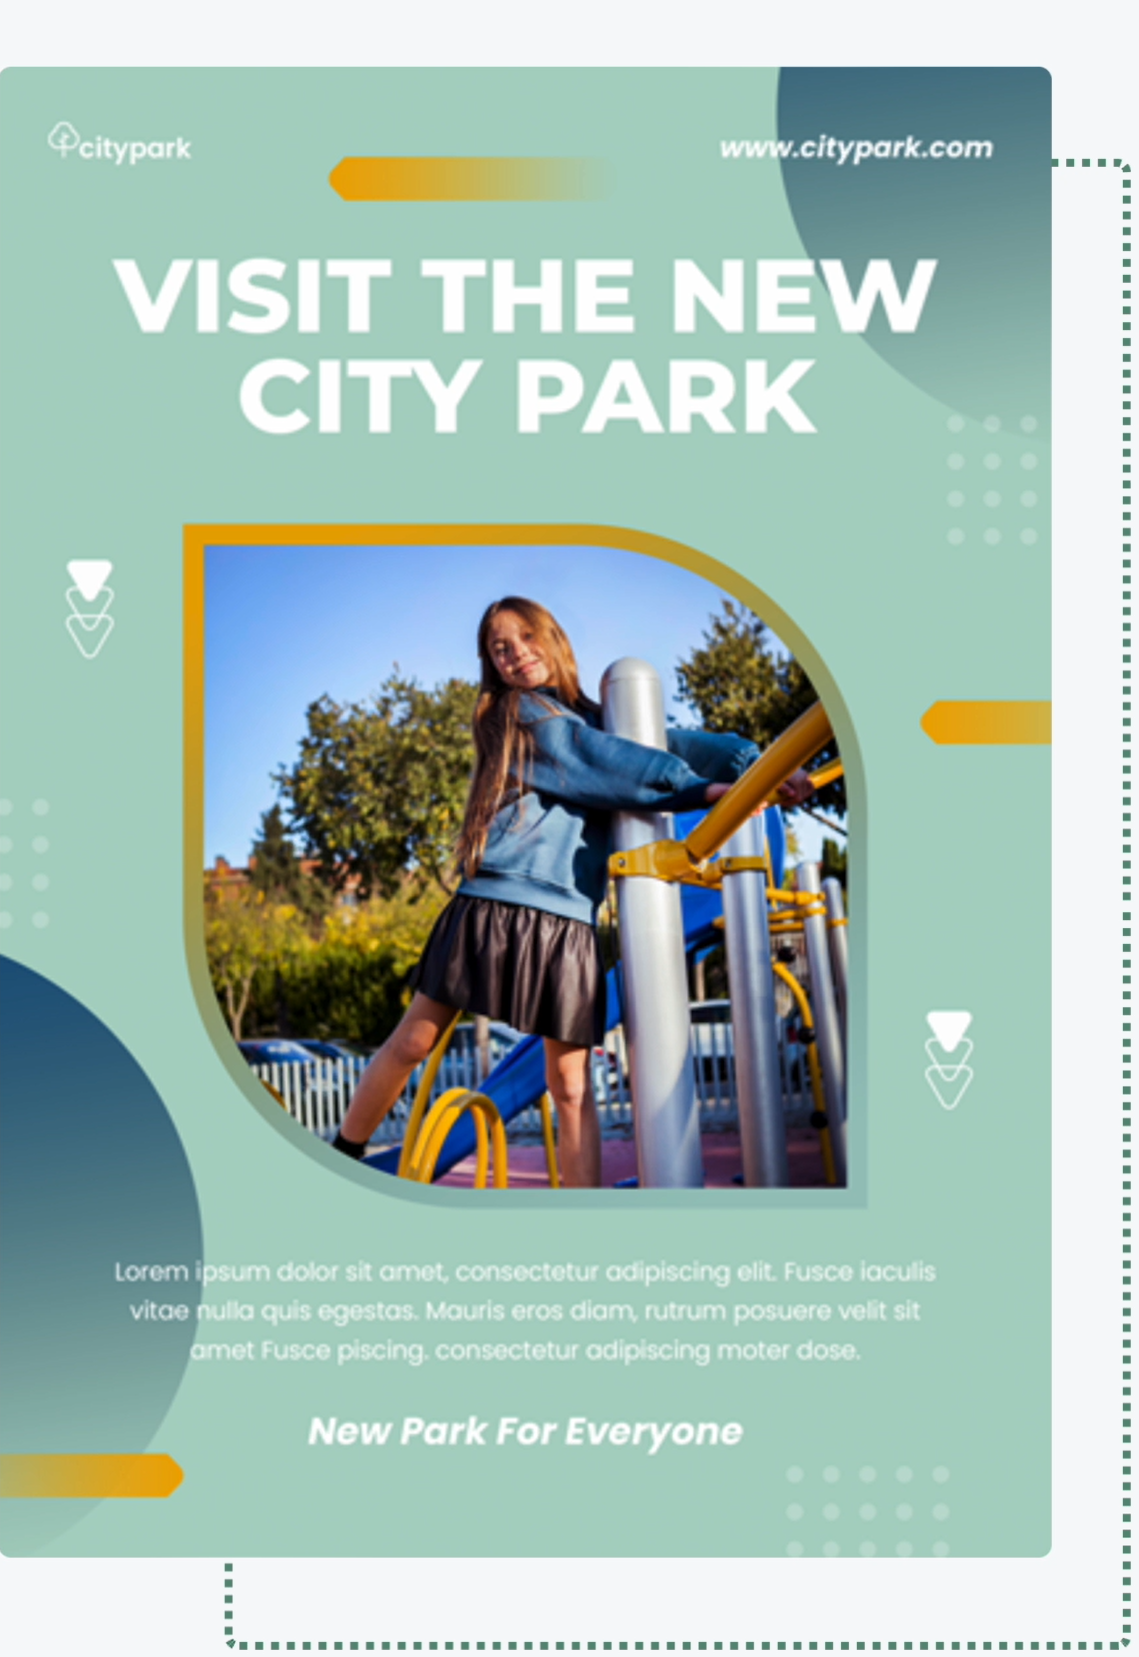 citypark
www.citypark.com
VISIT THE NEW
CITY PARK
Lorem ipsum dolor sit amet, consectetur adipiscing elit. Fusce iaculis
vitae nulla quis egestas. Mauris eros diam, rutrum posuere velit sit
amet Fusce piscing. consectetur adipiscing moter dose.
New Park For Everyone